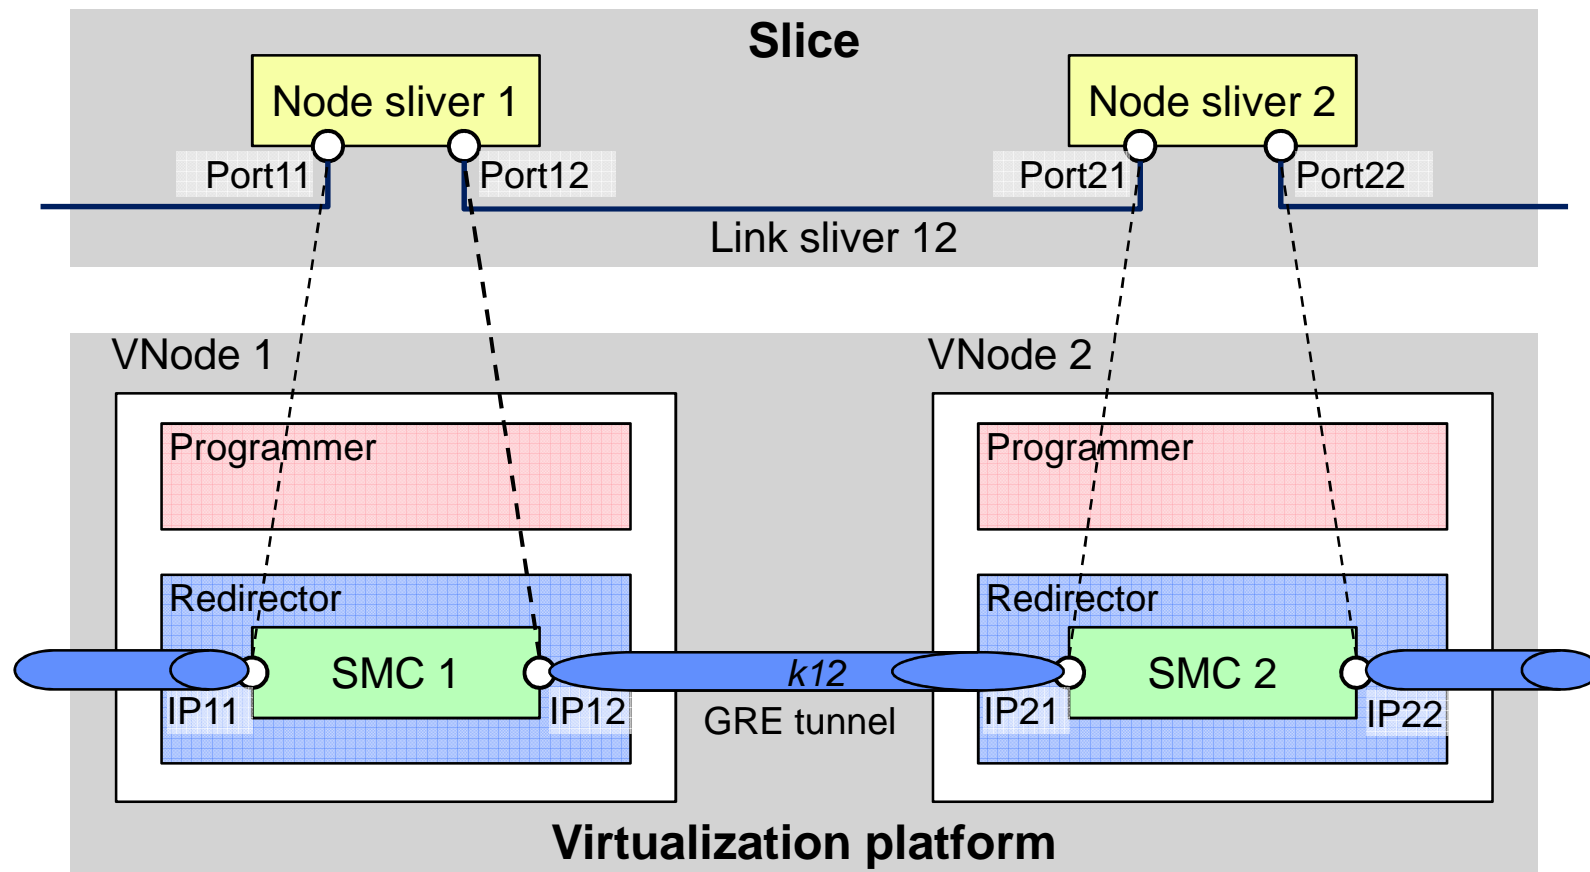 Slice
Node sliver 1
Node sliver 2
Port11
Port12
Port21
Port22
Link sliver 12
VNode 1
VNode 2
Programmer
Programmer
Redirector
Redirector
SMC 1
k12
SMC 2
IP11
IP12
GRE tunnel
IP21
IP22
Virtualization platform